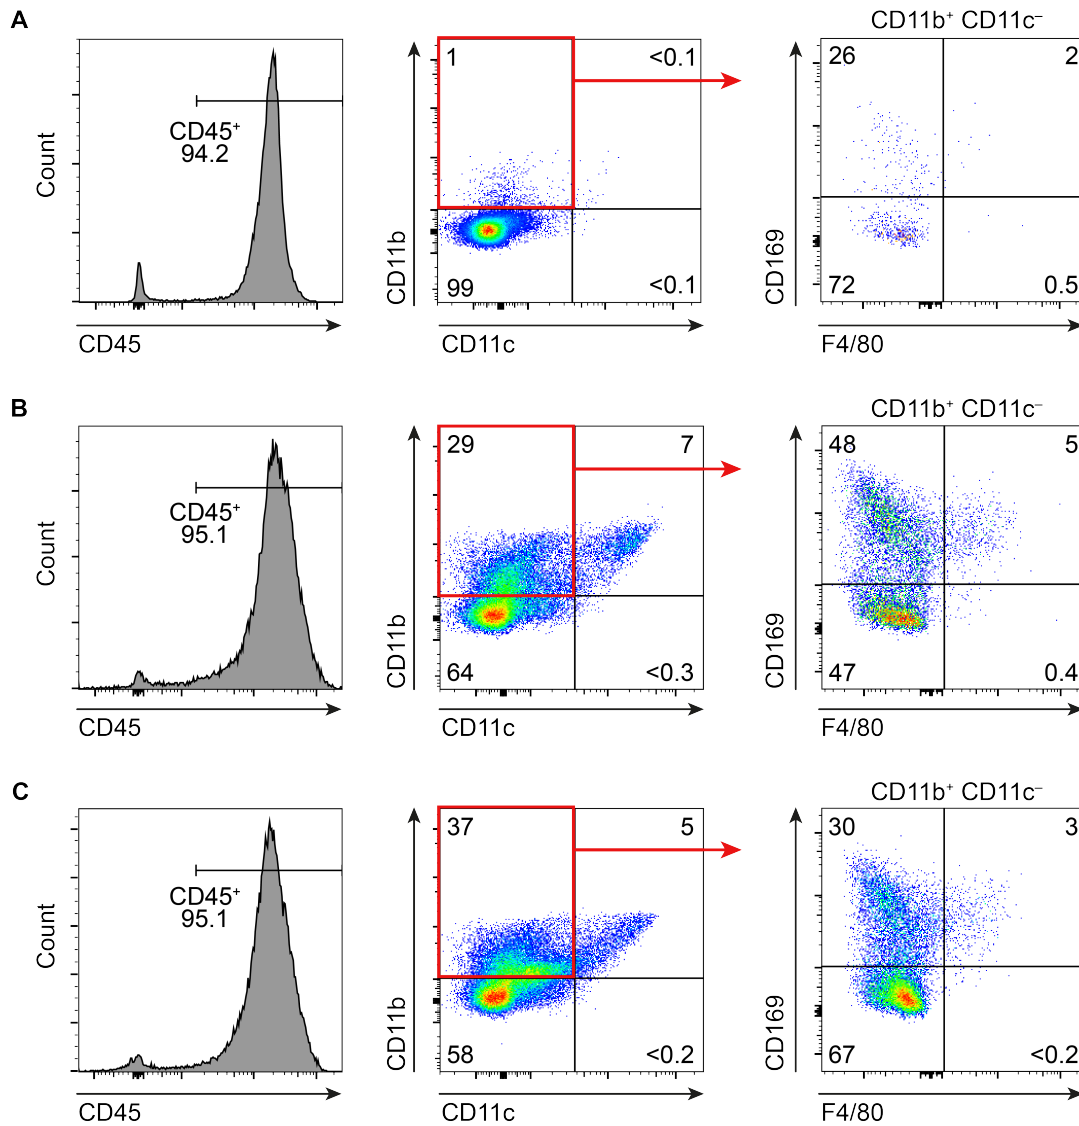 A
Count
CD45⁺
94.2
CD45
1
<0.1
99
<0.1
CD11b
CD11c
CD11b⁺ CD11c⁻
26
2
72
0.5
CD169
F4/80
B
Count
CD45⁺
95.1
CD45
29
7
64
<0.3
CD11b
CD11c
CD11b⁺ CD11c⁻
48
5
47
0.4
CD169
F4/80
C
Count
CD45⁺
95.1
CD45
37
5
58
<0.2
CD11b
CD11c
CD11b⁺ CD11c⁻
30
3
67
<0.2
CD169
F4/80